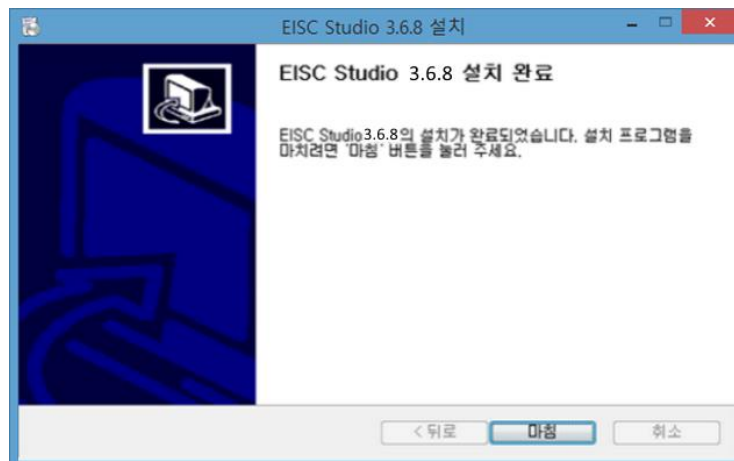 EISC Studio 3.6.8 설치
EISC Studio 3.6.8 설치 완료
EISC Studio3.6.8의 설치가 완료되었습니다. 설치 프로그램을
마치려면 '마침' 버튼을 눌러 주세요.
< 뒤로 마침 취소